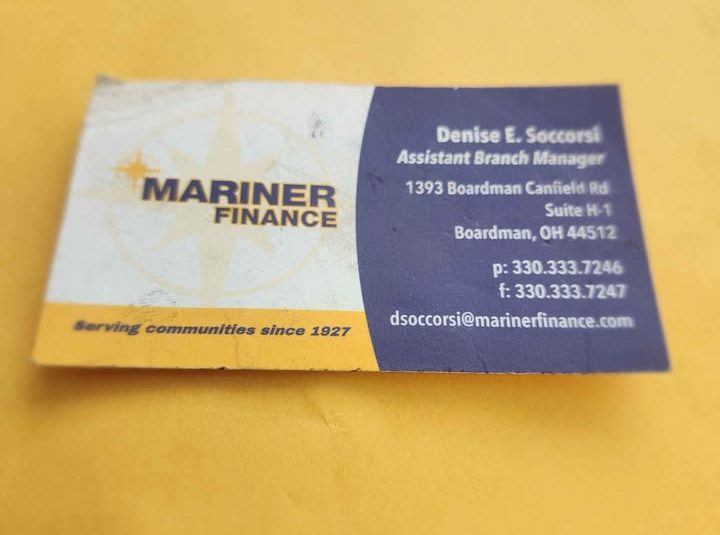 MARINER
FINANCE
Serving communities since 1927
Denise E. Soccorsi
Assistant Branch Manager
1393 Boardman Canfield Rd
Suite H-1
Boardman, OH 44512
p: 330.333.7246
f: 330.333.7247
dsoccorsi@marinerfinance.com